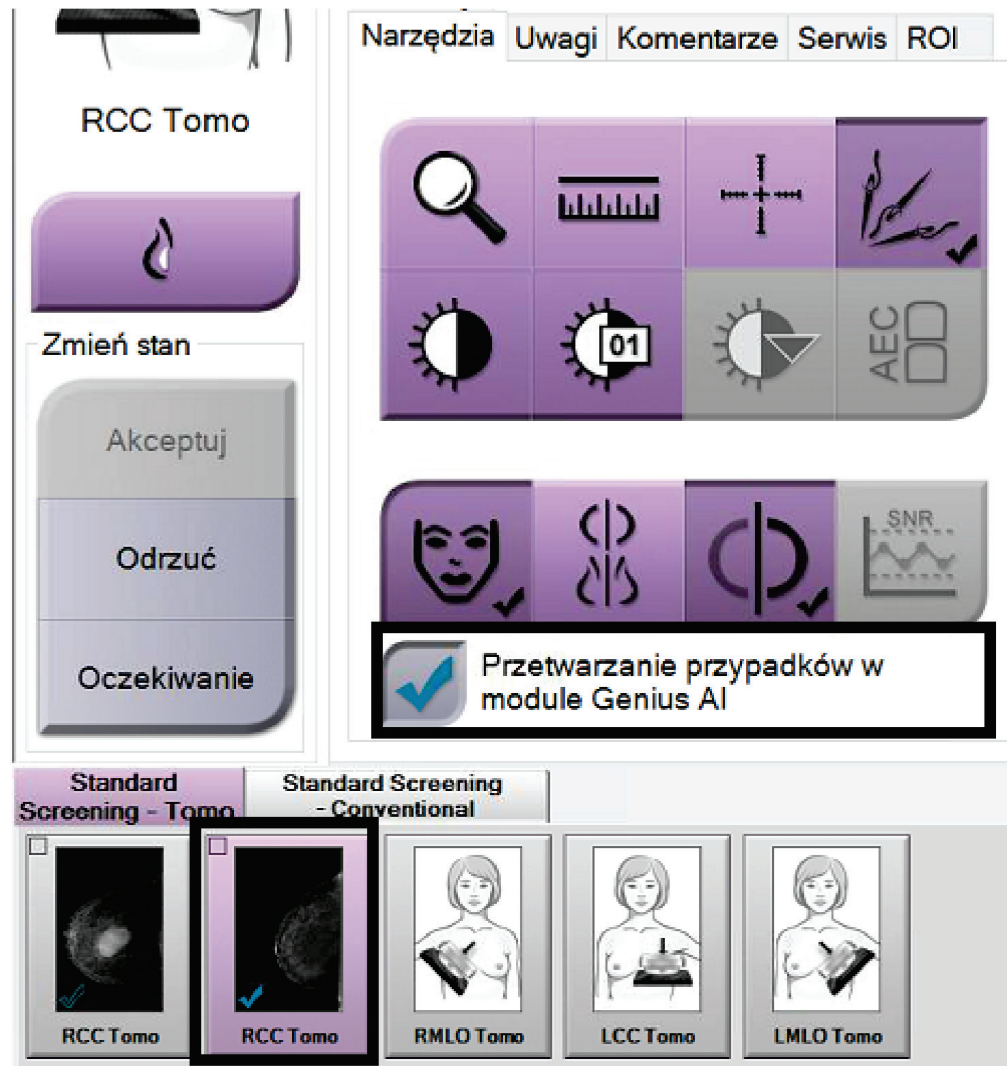 RCC Tomo
Zmień stan
Akceptuj
Odrzuć
Oczekiwanie
Narzędzia Uwagi Komentarze Serwis ROI
01
AEC
SNR
Przetwarzanie przypadków w
module Genius AI
Standard
Screening - Tomo
Standard Screening
- Conventional
RCC Tomo
RCC Tomo
RMLO Tomo
LCC Tomo
LMLO Tomo